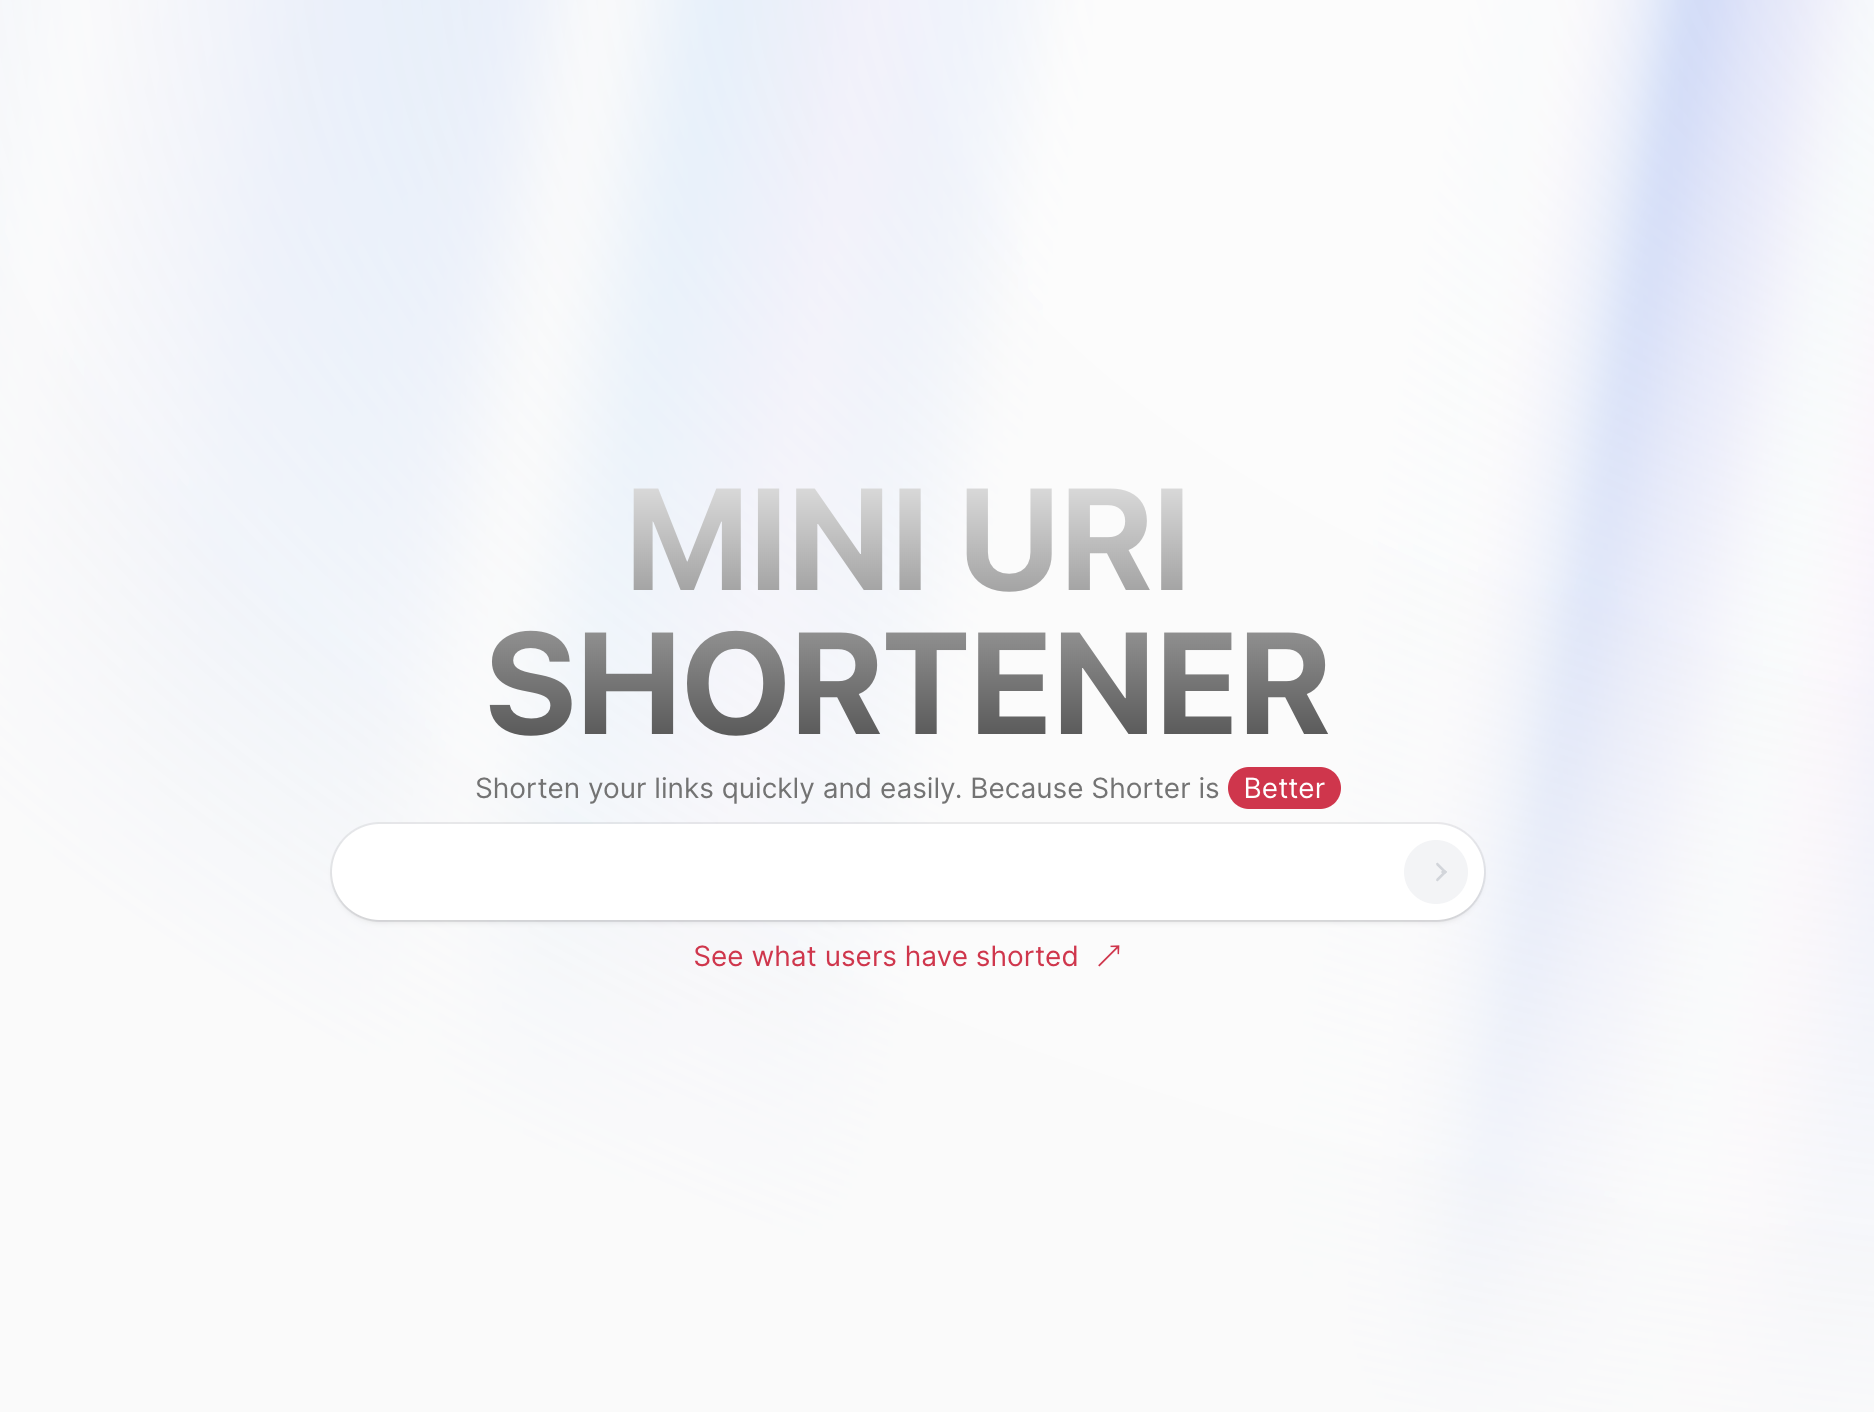 MINI URI
SHORTENER
Shorten your links quickly and easily. Because Shorter is Better
See what users have shorted